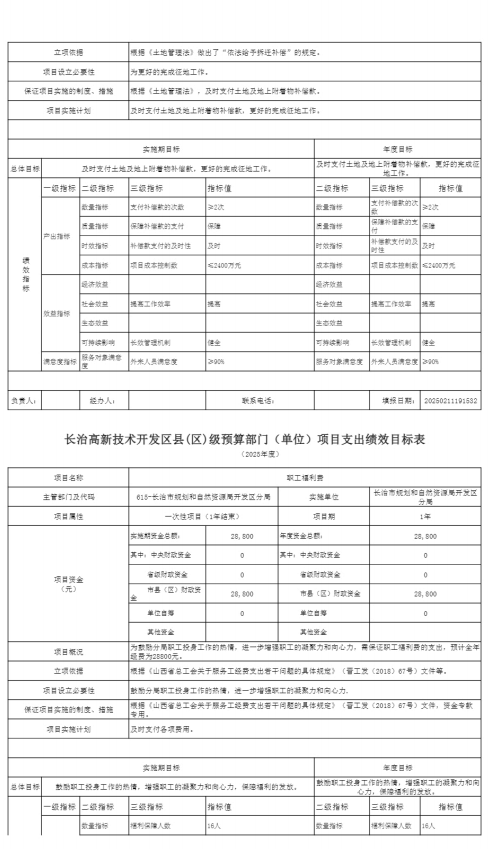 立项依据 根据《土地管理法》做出了“依法给予拆迁补偿”的规定。
项目设立必要性 为更好的完成征地工作。
保证项目实施的制度、措施 根据《土地管理法》，及时支付土地及地上附着物补偿款。
项目实施计划 及时支付土地及地上附着物补偿款，更好的完成征地工作。
实施期目标 年度目标
总体目标 及时支付土地及地上附着物补偿款，更好的完成征地工作。 及时支付土地及地上附着物补偿款，更好的完成征地工作。
绩效指标 一级指标 二级指标 三级指标 指标值 二级指标 三级指标 指标值
产出指标 数量指标 支付补偿款的次数 ≥2次 数量指标 支付补偿款的次数 ≥2次
质量指标 保障补偿款的支付 保障 质量指标 保障补偿款的支付 保障
时效指标 补偿款支付的及时性 及时 时效指标 补偿款支付的及时性 及时
成本指标 项目成本控制数 ≤2400万元 成本指标 项目成本控制数 ≤2400万元
效益指标 经济效益 经济效益
社会效益 提高工作效率 提高 社会效益 提高工作效率 提高
生态效益 生态效益
可持续影响 长效管理机制 健全 可持续影响 长效管理机制 健全
满意度指标 服务对象满意度 外来人员满意度 ≥90% 服务对象满意度 外来人员满意度 ≥90%
负责人： 经办人： 联系电话： 填报日期： 20250211191532
长治高新技术开发区县(区)级预算部门（单位）项目支出绩效目标表
（2025年度）
项目名称 职工福利费
主管部门及代码 615-长治市规划和自然资源局开发区分局 实施单位 长治市规划和自然资源局开发区分局
项目属性 一次性项目（1年结束） 项目期 1年
项目资金（元） 实施期资金总额： 28,800 年度资金总额： 28,800
其中：中央财政资金 0 其中：中央财政资金 0
省级财政资金 0 省级财政资金 0
市县（区）财政资金 28,800 市县（区）财政资金 28,800
单位自筹 0 单位自筹 0
其他资金 其他资金
项目概况 为鼓励分局职工投身工作的热情，进一步增强职工的凝聚力和向心力，需保证职工福利费的支出，预计全年经费为28800元。
立项依据 根据《山西省总工会关于服务工经费支出若干问题的具体规定》（晋工发〔2018〕67号）文件等。
项目设立必要性 鼓励分局职工投身工作的热情，进一步增强职工的凝聚力和向心力.
保证项目实施的制度、措施 根据《山西省总工会关于服务工经费支出若干问题的具体规定》（晋工发〔2018〕67号）文件，资金专款专用。
项目实施计划 及时支付各项费用。
实施期目标 年度目标
总体目标 鼓励职工投身工作的热情，增强职工的凝聚力和向心力，保障福利的发放。 鼓励职工投身工作的热情，增强职工的凝聚力和向心力，保障福利的发放。
一级指标 二级指标 三级指标 指标值 二级指标 三级指标 指标值
数量指标 福利保障人数 16人 数量指标 福利保障人数 16人